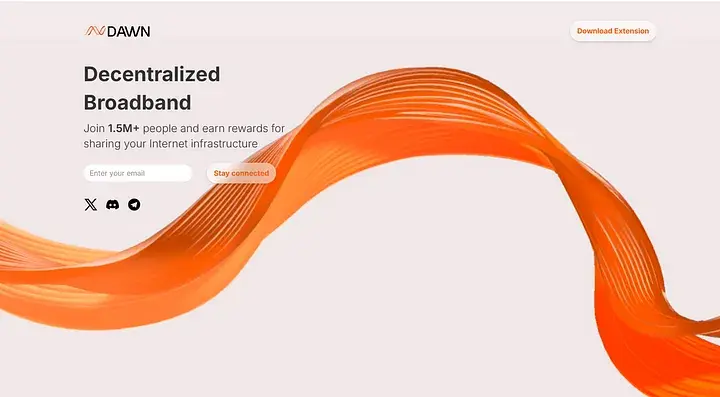 DAWN
Download Extension
Decentralized
Broadband
Join 1.5M+ people and earn rewards for
sharing your Internet infrastructure
Enter your email
Stay connected